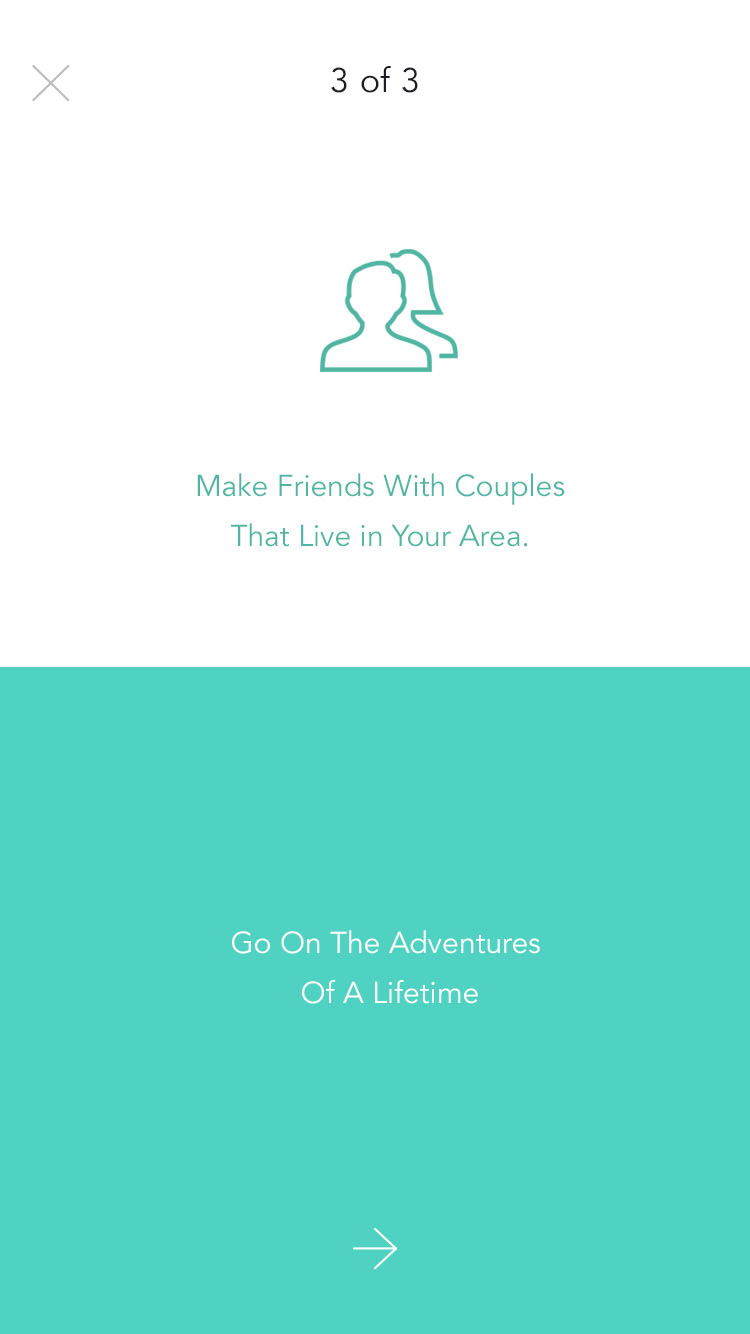 3 of 3
Make Friends With Couples
That Live in Your Area.
Go On The Adventures
Of A Lifetime